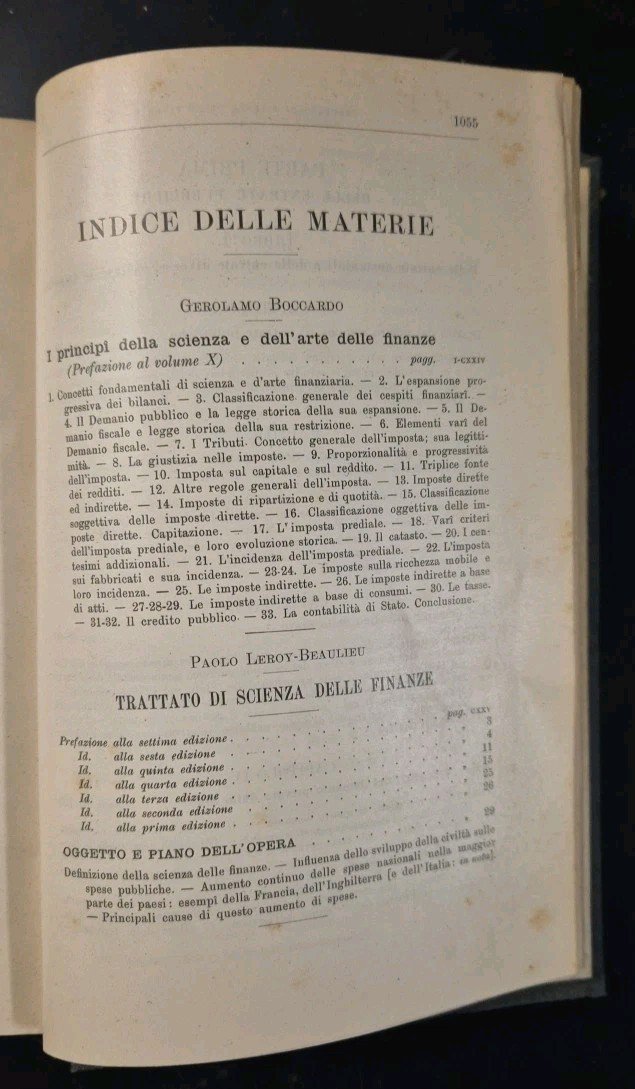 1055
INDICE DELLE MATERIE
GEROLAMO BOCCARDO
I principî della scienza e dell'arte delle finanze
(Prefazione al volume X) . . . . . . . . . . . pagg. I-CXXIV
1. Concetti fondamentali di scienza e d'arte finanziaria. — 2. L'espansione pro-
gressiva dei bilanci. — 3. Classificazione generale dei cespiti finanziari. —
4. Il Demanio pubblico e la legge storica della sua espansione. — 5. Il De-
manio fiscale e legge storica della sua restrizione. — 6. Elementi varî del
Demanio fiscale. — 7. I Tributi. Concetto generale dell'imposta; sua legitti-
mità. — 8. La giustizia nelle imposte. — 9. Proporzionalità e progressività
dell'imposta. — 10. Imposta sul capitale e sul reddito. — 11. Triplice fonte
dei redditi. — 12. Altre regole generali dell'imposta. — 13. Imposte dirette
ed indirette. — 14. Imposte di ripartizione e di quotità. — 15. Classificazione
soggettiva delle imposte dirette. — 16. Classificazione oggettiva delle im-
poste dirette. Capitazione. — 17. L'imposta prediale. — 18. Varî criteri
dell'imposta prediale, e loro evoluzione storica. — 19. Il catasto. — 20. I cen-
tesimi addizionali. — 21. L'incidenza dell'imposta prediale. — 22. L'imposta
sui fabbricati e sua incidenza. — 23-24. Le imposte sulla ricchezza mobile e
loro incidenza. — 25. Le imposte indirette. — 26. Le imposte indirette a base
di atti. — 27-28-29. Le imposte indirette a base di consumi. — 30. Le tasse.
— 31-32. Il credito pubblico. — 33. La contabilità di Stato. Conclusione.
PAOLO LEROY-BEAULIEU
TRATTATO DI SCIENZA DELLE FINANZE
Prefazione alla settima edizione . . . . . . . . . . . pag. CXXV
Id. alla sesta edizione . . . . . . . . . . . » 3
Id. alla quinta edizione . . . . . . . . . . . » 4
Id. alla quarta edizione . . . . . . . . . . . » 11
Id. alla terza edizione . . . . . . . . . . . » 15
Id. alla seconda edizione . . . . . . . . . . . » 25
Id. alla prima edizione . . . . . . . . . . . » 26
OGGETTO E PIANO DELL'OPERA . . . . . . . . . » 29
Definizione della scienza delle finanze. — Influenza dello sviluppo della civiltà sulle
spese pubbliche. — Aumento continuo delle spese nazionali nella maggior
parte dei paesi: esempi della Francia, dell'Inghilterra [e dell'Italia: in nota].
— Principali cause di questo aumento di spese.